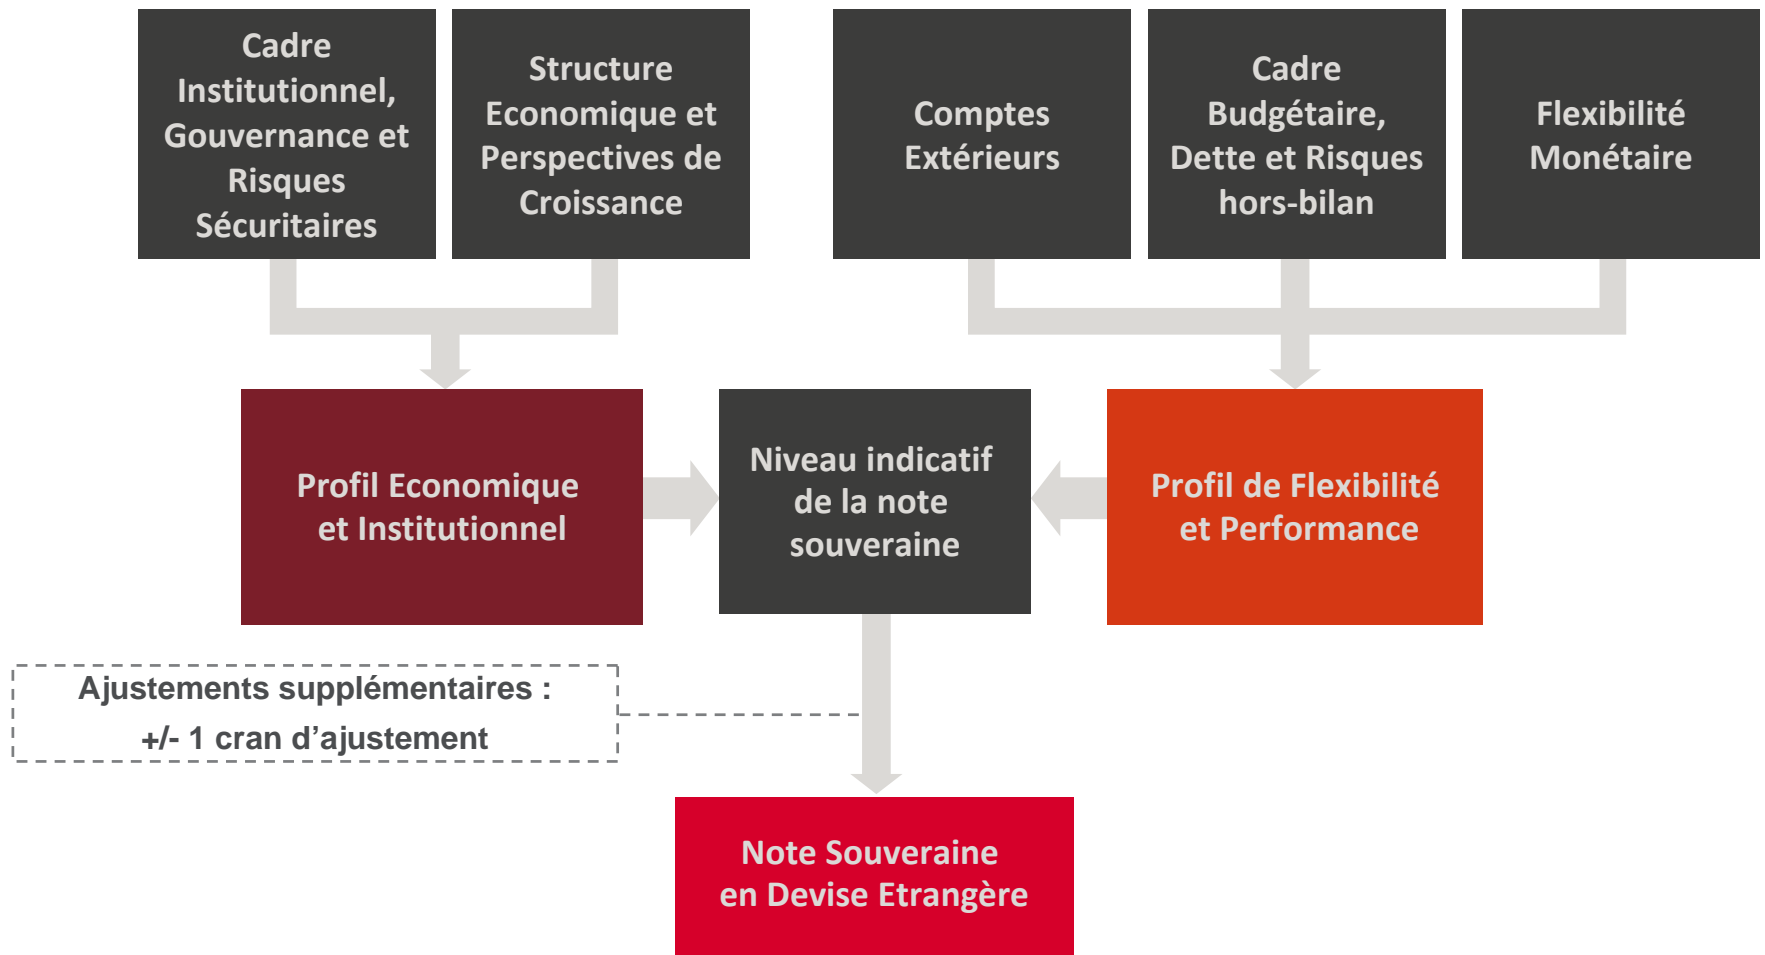 Cadre
Institutionnel,
Gouvernance et
Risques
Sécuritaires
Structure
Economique et
Perspectives de
Croissance
Comptes
Extérieurs
Cadre
Budgétaire,
Dette et Risques
hors-bilan
Flexibilité
Monétaire
Profil Economique
et Institutionnel
Niveau indicatif
de la note
souveraine
Profil de Flexibilité
et Performance
Ajustements supplémentaires :
+/- 1 cran d’ajustement
Note Souveraine
en Devise Etrangère